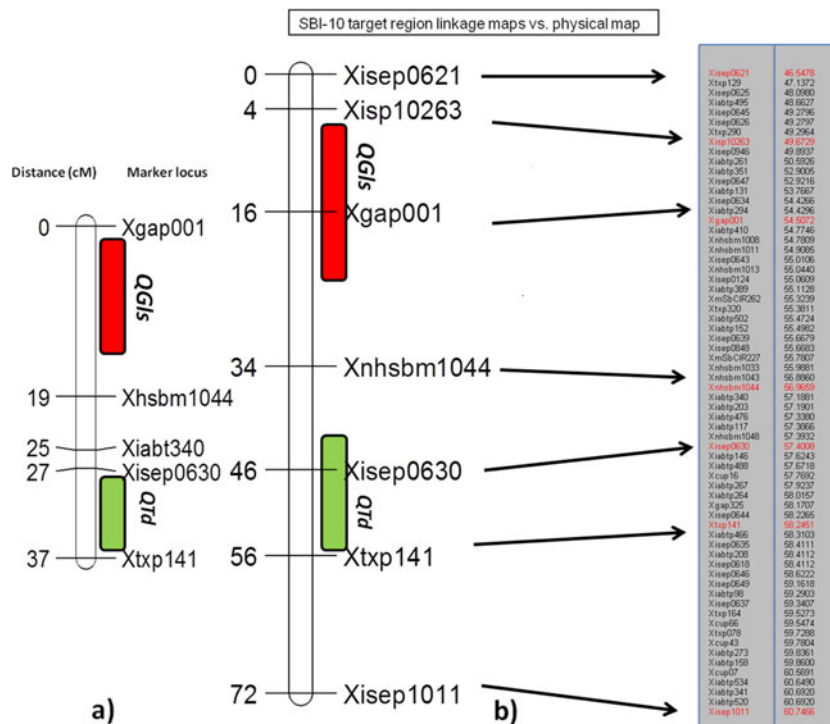 SBI-10 target region linkage maps vs. physical map
Distance (cM) Marker locus
0 Xgap001
QGls
19 Xhsbm1044
25 Xiabt340
27 Xisep0630
QTd
37 Xtxp141
a)
0 Xisep0621
4 Xisp10263
QGls
16 Xgap001
34 Xnhsbm1044
46 Xisep0630
QTd
56 Xtxp141
72 Xisep1011
b)
Xisep0621 46.5478
Xtxp129 47.1372
Xisep0625 48.0980
Xiabtp495 48.6627
Xisep0645 49.2796
Xisep0626 49.2797
Xtxp290 49.2964
Xisp10263 49.6729
Xisep0946 49.8937
Xiabtp261 50.5926
Xiabtp351 52.9005
Xisep0647 52.9216
Xiabtp131 53.7667
Xisep0634 54.4266
Xiabtp294 54.4296
Xgap001 54.5072
Xiabtp410 54.7746
Xnhsbm1008 54.7809
Xnhsbm1011 54.9085
Xisep0643 55.0106
Xnhsbm1013 55.0440
Xisep0124 55.0609
Xiabtp389 55.1128
XmSbCIR262 55.3239
Xtxp320 55.3811
Xiabtp502 55.4724
Xiabtp152 55.4982
Xisep0639 55.6679
Xisep0848 55.6683
XmSbCIR227 55.7807
Xnhsbm1033 55.9881
Xnhsbm1043 56.8860
Xnhsbm1044 56.9659
Xiabtp340 57.1881
Xiabtp203 57.1901
Xiabtp476 57.3380
Xiabtp117 57.3866
Xnhsbm1048 57.3932
Xisep0630 57.4008
Xiabtp146 57.6243
Xiabtp488 57.6718
Xcup16 57.7692
Xiabtp267 57.9237
Xiabtp264 58.0157
Xgap325 58.1707
Xisep0644 58.2265
Xtxp141 58.2451
Xiabtp466 58.3103
Xisep0635 58.4111
Xiabtp208 58.4112
Xisep0618 58.4112
Xisep0646 58.6222
Xisep0649 59.1618
Xiabtp98 59.2903
Xisep0637 59.3407
Xtxp164 59.5273
Xcup66 59.5474
Xtxp078 59.7288
Xcup43 59.7804
Xiabtp273 59.8361
Xiabtp158 59.8600
Xcup07 60.5691
Xiabtp534 60.6490
Xiabtp341 60.6920
Xiabtp520 60.6920
Xisep1011 60.7466